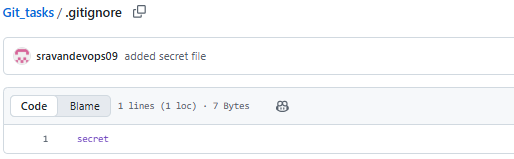 Git_tasks / .gitignore
sravandevops09 added secret file
Code Blame 1 lines (1 loc) · 7 Bytes
1 secret